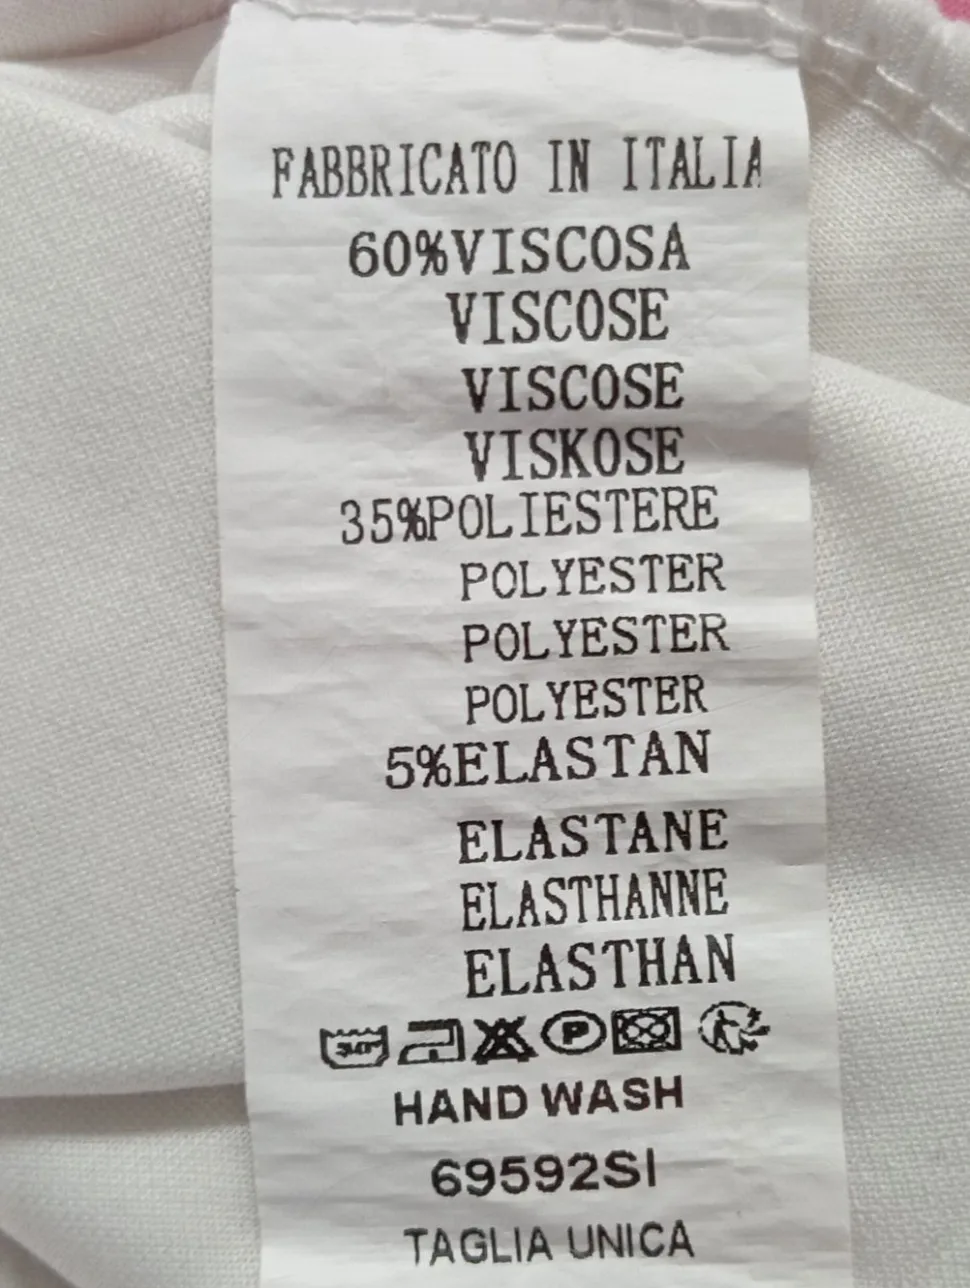 FABBRICATO IN ITALIA
60%VISCOSA
VISCOSE
VISCOSE
VISKOSE
35%POLIESTERE
POLYESTER
POLYESTER
POLYESTER
5%ELASTAN
ELASTANE
ELASTHANNE
ELASTHAN
30° P
HAND WASH
69592SI
TAGLIA UNICA